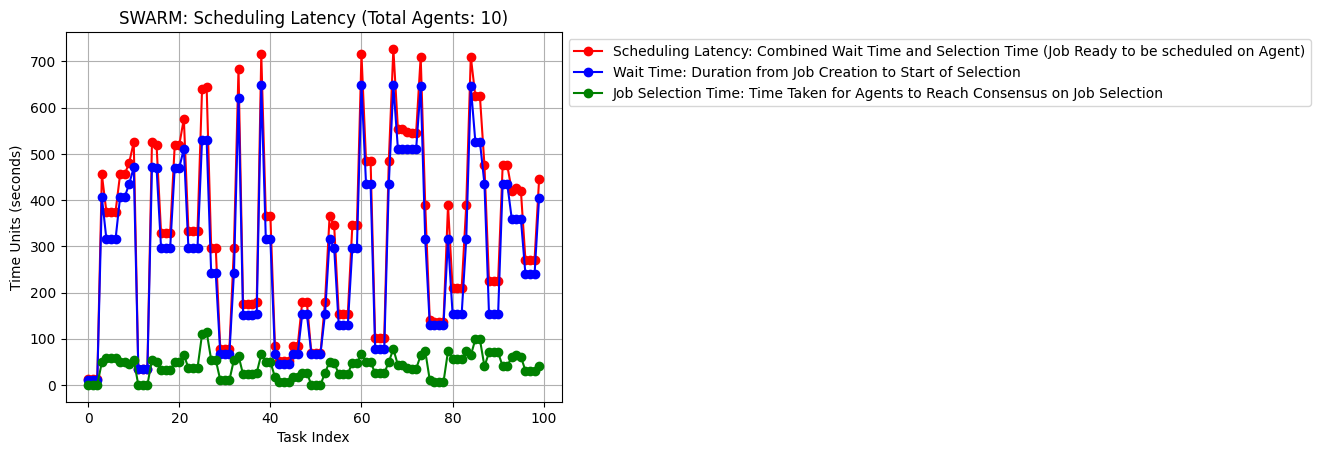 SWARM: Scheduling Latency (Total Agents: 10)
Scheduling Latency: Combined Wait Time and Selection Time (Job Ready to be scheduled on Agent)
Wait Time: Duration from Job Creation to Start of Selection
Job Selection Time: Time Taken for Agents to Reach Consensus on Job Selection
Time Units (seconds)
700
600
500
400
300
200
100
0
0 20 40 60 80 100
Task Index